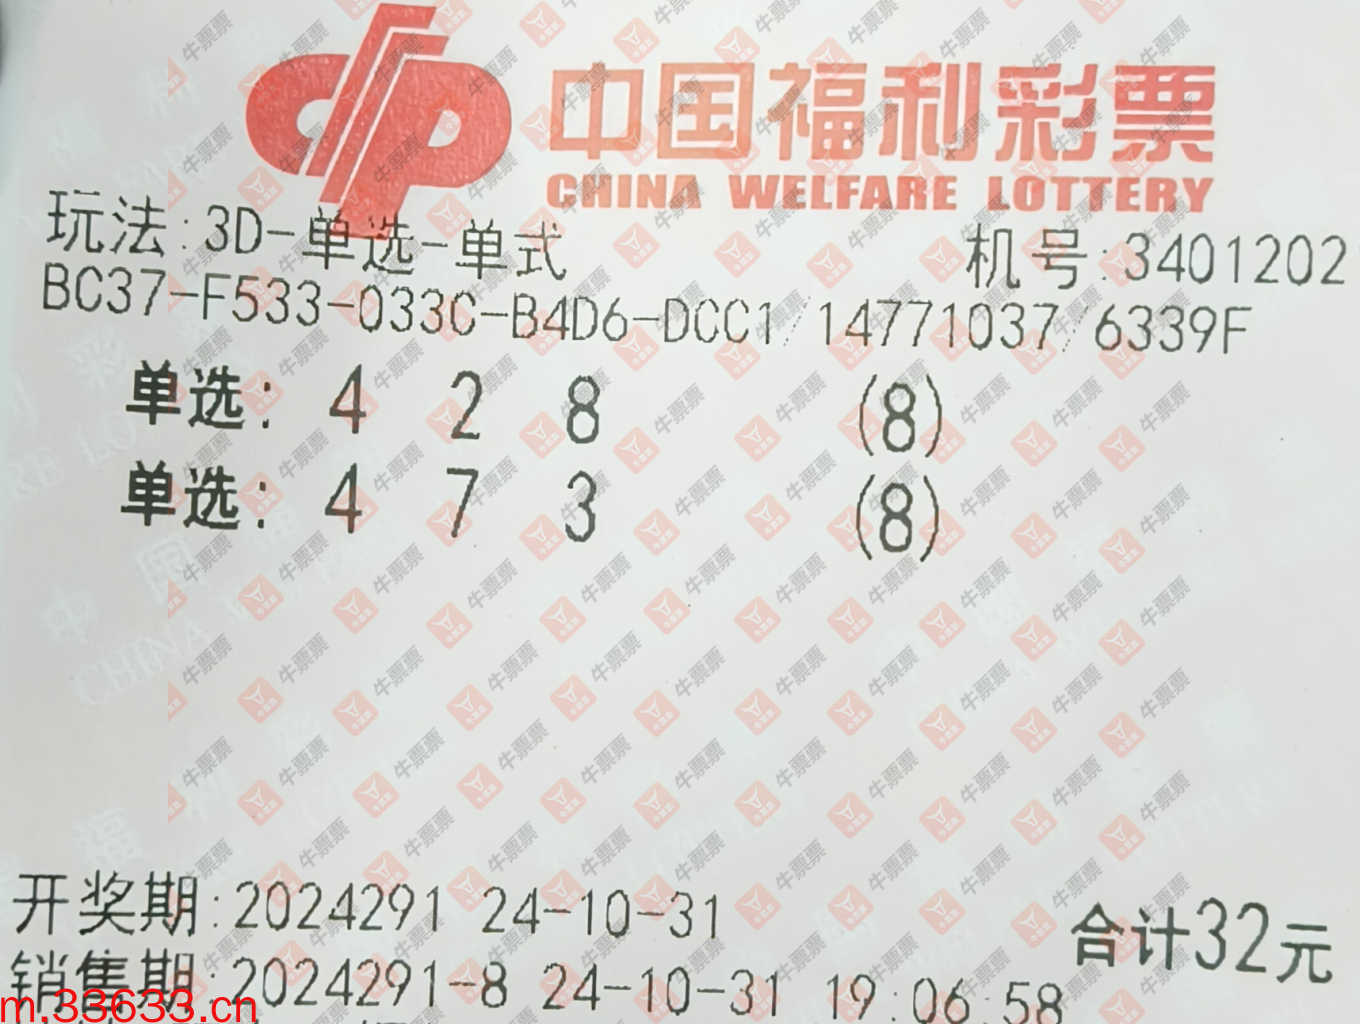 中国福利彩票
CHINA WELFARE LOTTERY
玩法:3D-单选-单式 机号:3401202
BC37-F533-033C-B4D6-DCC1/14771037/6339F
单选: 4 2 8 (8)
单选: 4 7 3 (8)
开奖期:2024291 24-10-31 合计32元
销售期:2024291-8 24-10-31 19:06:58
m.33633.cn
牛票票